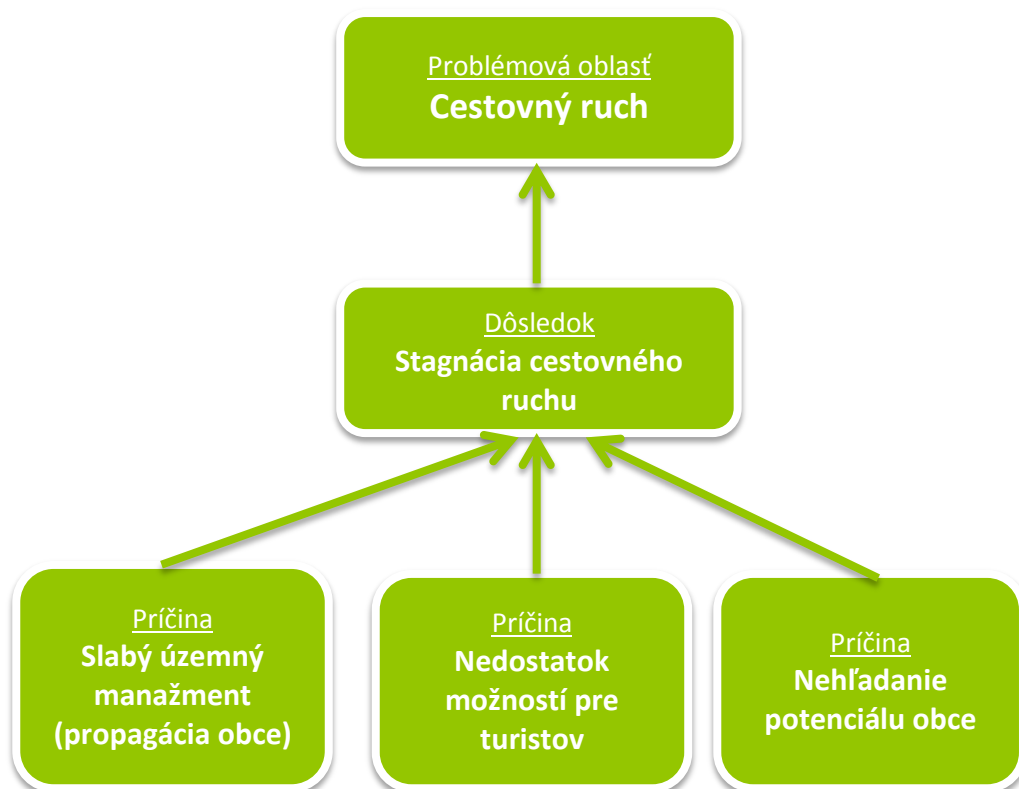 Problémová oblasť
Cestovný ruch
Dôsledok
Stagnácia cestovného
ruchu
Príčina
Slabý územný
manažment
(propagácia obce)
Príčina
Nedostatok
možností pre
turistov
Príčina
Nehľadanie
potenciálu obce